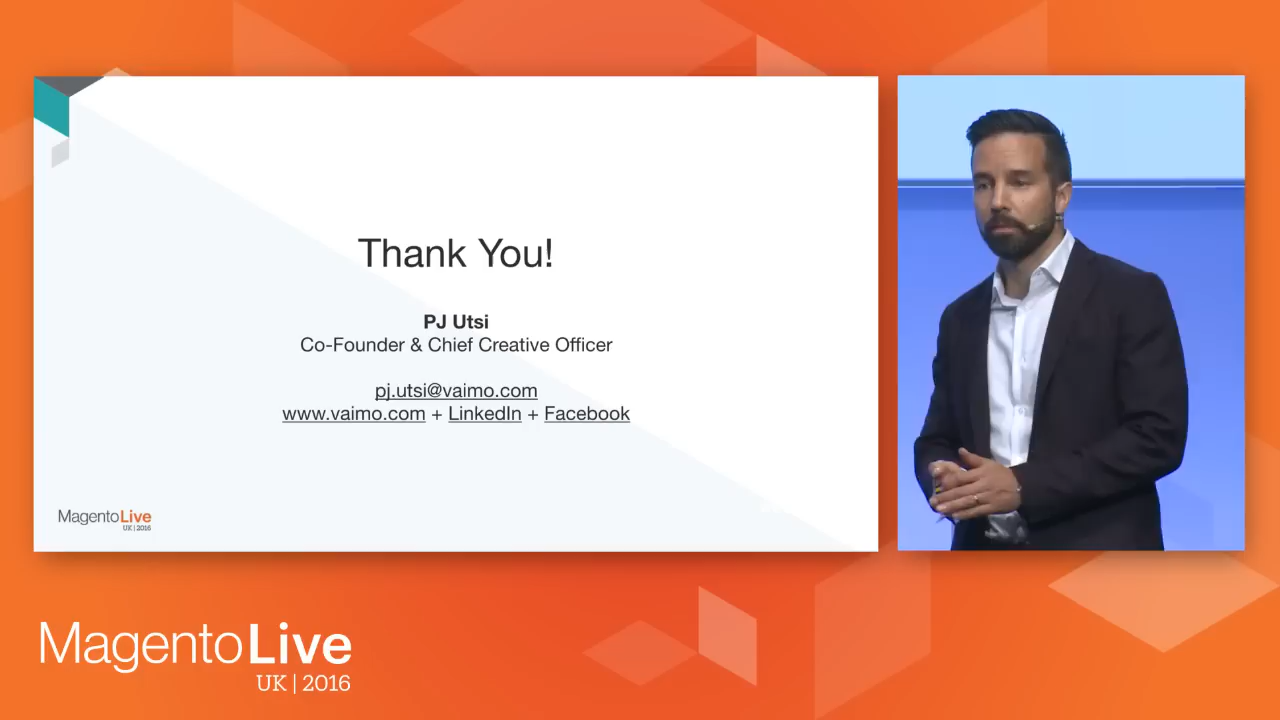 Thank You!
PJ Utsi
Co-Founder & Chief Creative Officer
pj.utsi@vaimo.com
www.vaimo.com + LinkedIn + Facebook
MagentoLive
UK | 2016
MagentoLive
UK | 2016